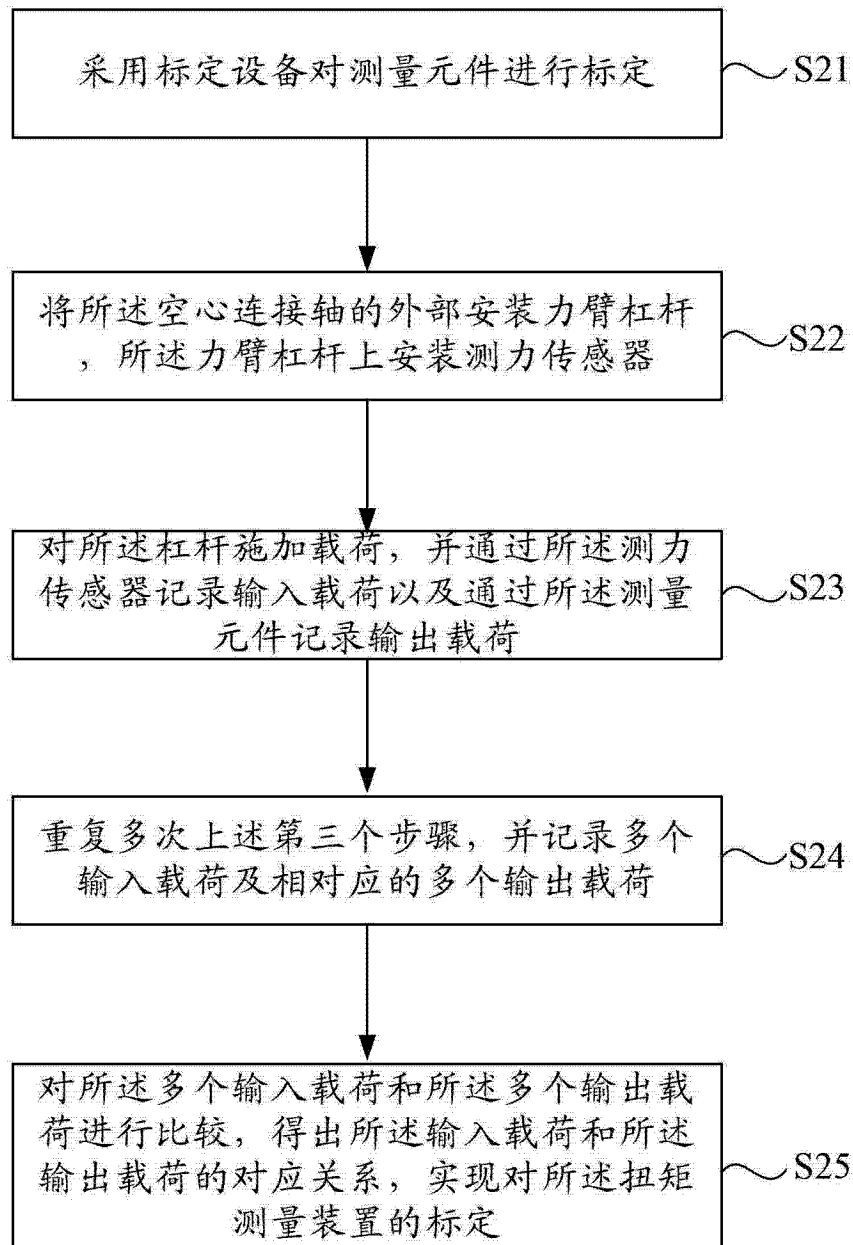 采用标定设备对测量元件进行标定
S21
将所述空心连接轴的外部安装力臂杠杆
，所述力臂杠杆上安装测力传感器
S22
对所述杠杆施加载荷，并通过所述测力
传感器记录输入载荷以及通过所述测量
元件记录输出载荷
S23
重复多次上述第三个步骤，并记录多个
输入载荷及相对应的多个输出载荷
S24
对所述多个输入载荷和所述多个输出载
荷进行比较，得出所述输入载荷和所述
输出载荷的对应关系，实现对所述扭矩
测量装置的标定
S25